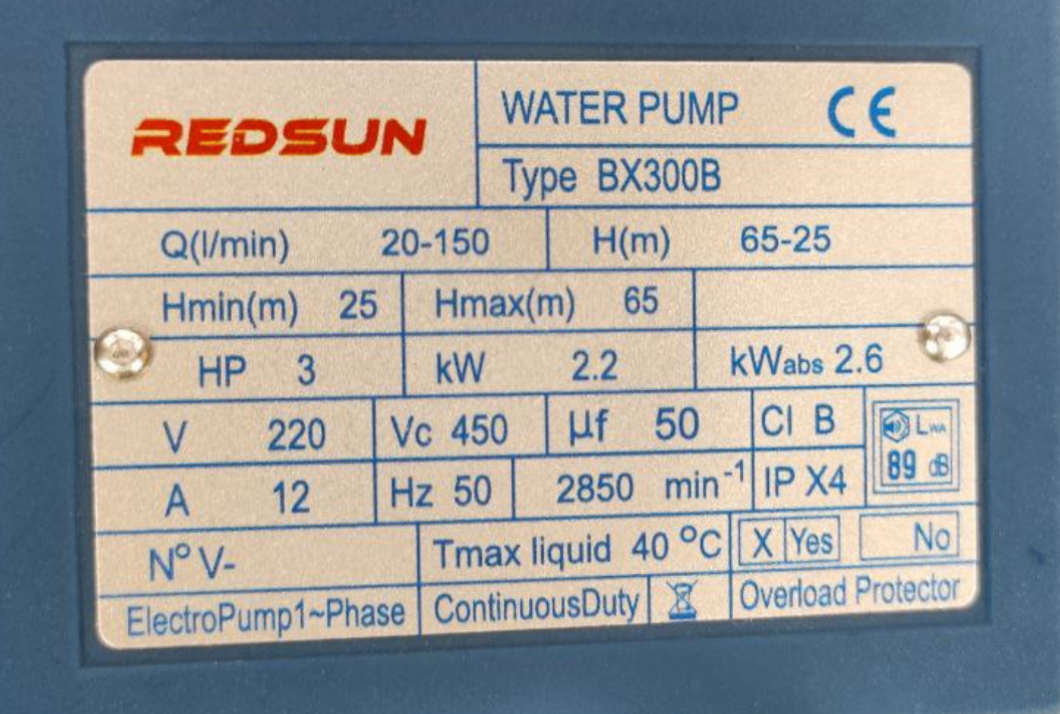 REDSUN
WATER PUMP CE
Type BX300B
Q(l/min) 20-150 H(m) 65-25
Hmin(m) 25 Hmax(m) 65
HP 3 kW 2.2 kWabs 2.6
V 220 Vc 450 µf 50 Cl B LWA
A 12 Hz 50 2850 min⁻¹ IP X4 89 dB
N° V- Tmax liquid 40 °C X Yes No
ElectroPump1~Phase ContinuousDuty Overload Protector